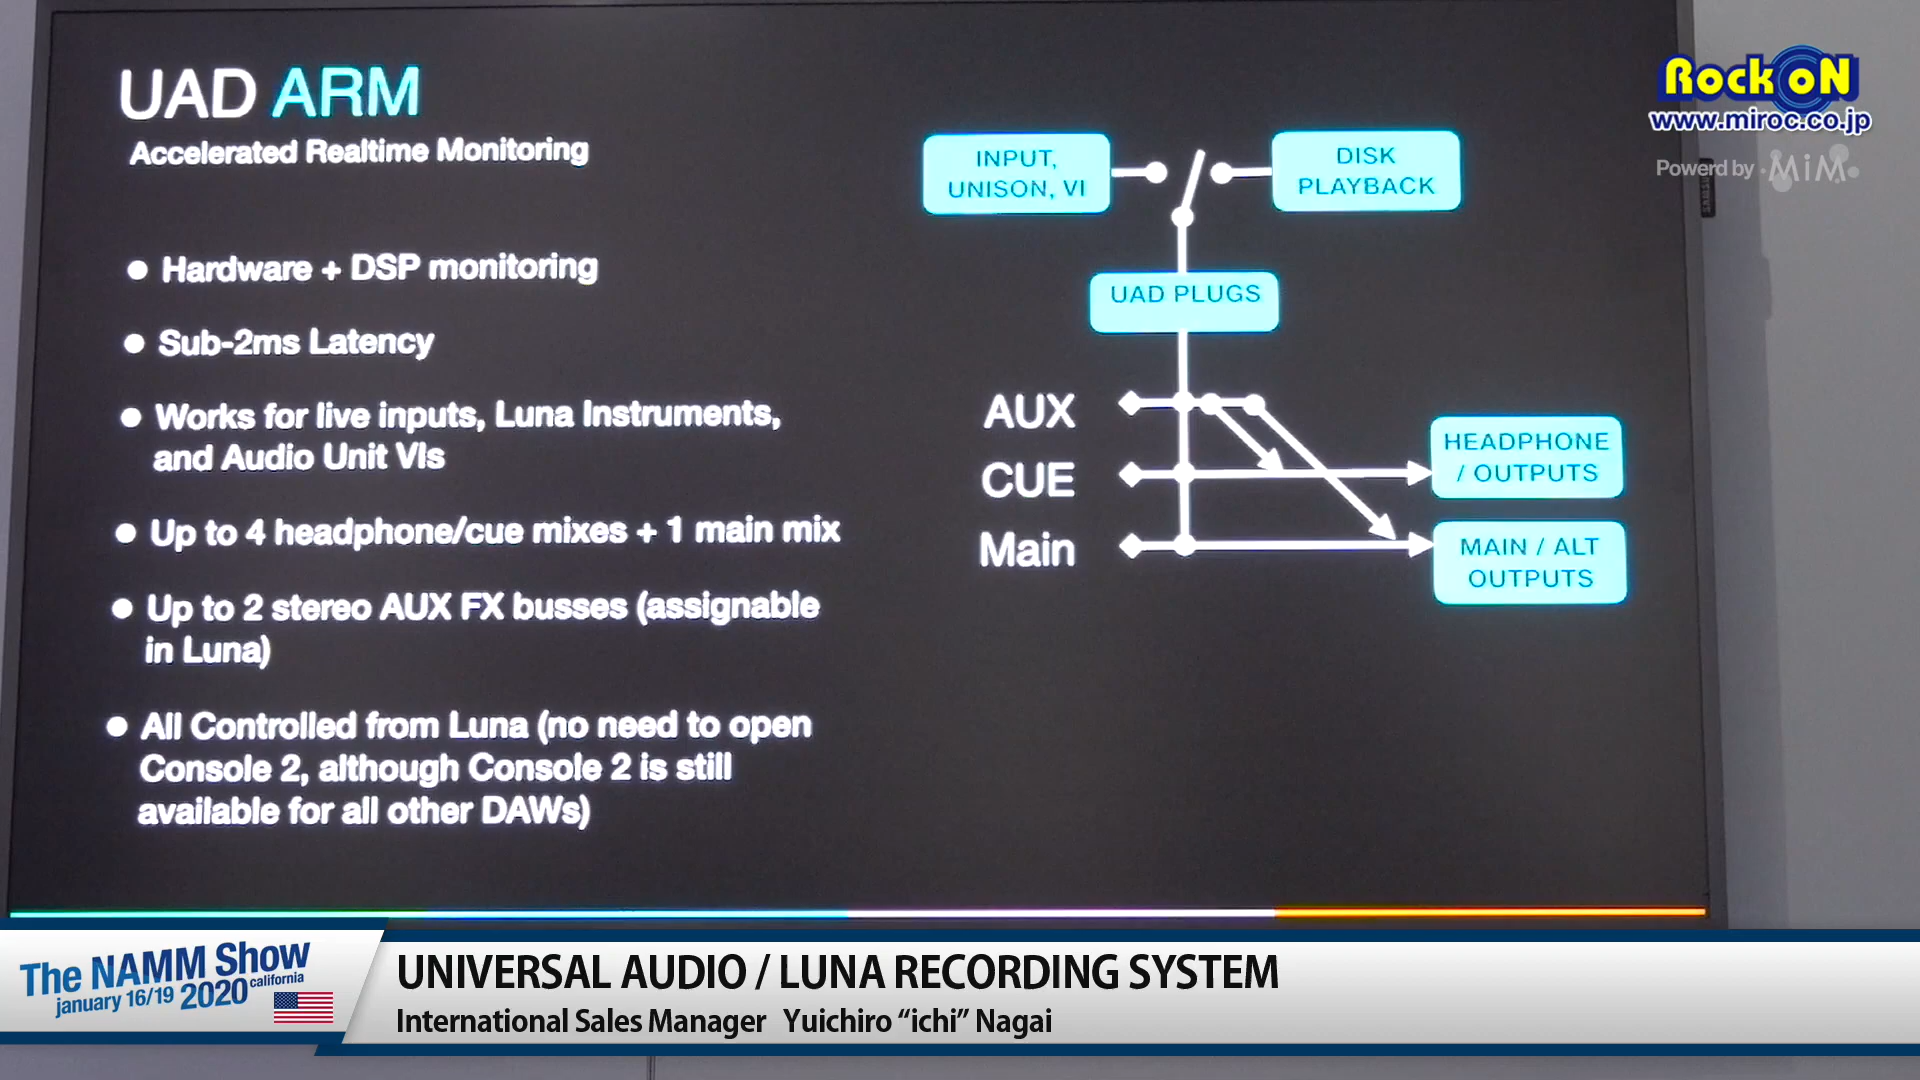 UAD ARM
Accelerated Realtime Monitoring
● Hardware + DSP monitoring
● Sub-2ms Latency
● Works for live inputs, Luna Instruments,
and Audio Unit VIs
● Up to 4 headphone/cue mixes + 1 main mix
● Up to 2 stereo AUX FX busses (assignable
in Luna)
● All Controlled from Luna (no need to open
Console 2, although Console 2 is still
available for all other DAWs)
INPUT,
UNISON, VI
DISK
PLAYBACK
UAD PLUGS
AUX
CUE
Main
HEADPHONE
/ OUTPUTS
MAIN / ALT
OUTPUTS
Rock oN
www.miroc.co.jp
Powerd by MiM
SAMSUNG
The NAMM Show
california
january 16/19 2020
UNIVERSAL AUDIO / LUNA RECORDING SYSTEM
International Sales Manager Yuichiro “ichi” Nagai